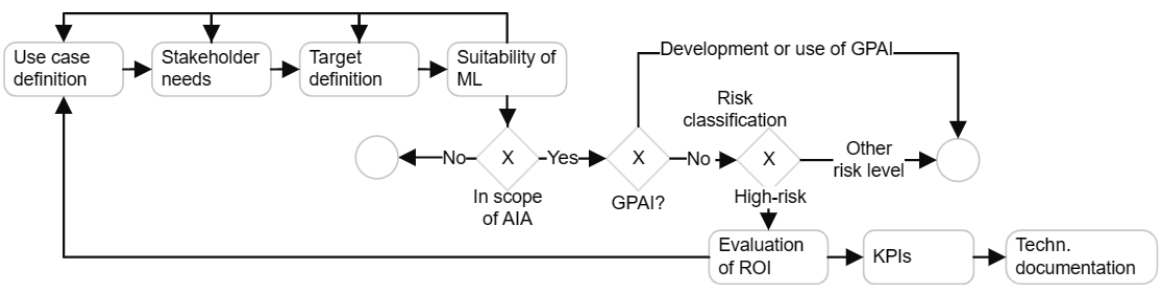 Use case
definition
Stakeholder
needs
Target
definition
Suitability of
ML
Development or use of GPAI
Risk
classification
No
X
Yes
X
No
X
Other
risk level
In scope
of AIA
GPAI?
High-risk
Evaluation
of ROI
KPIs
Techn.
documentation